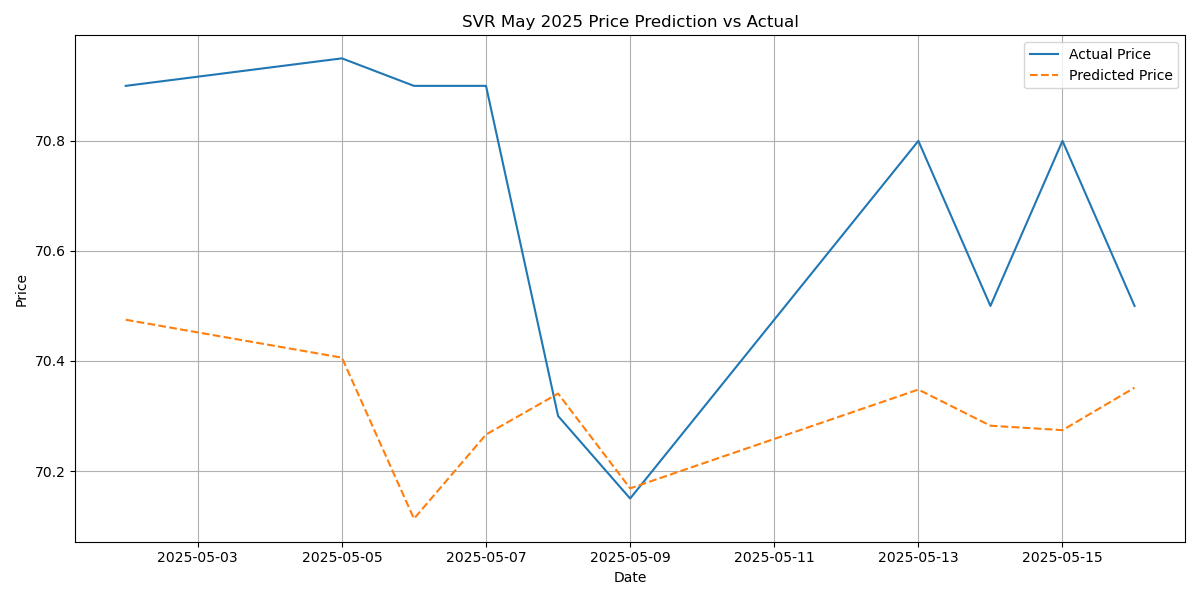 SVR May 2025 Price Prediction vs Actual
Actual Price
Predicted Price
Price
70.8
70.6
70.4
70.2
2025-05-03
2025-05-05
2025-05-07
2025-05-09
2025-05-11
2025-05-13
2025-05-15
Date